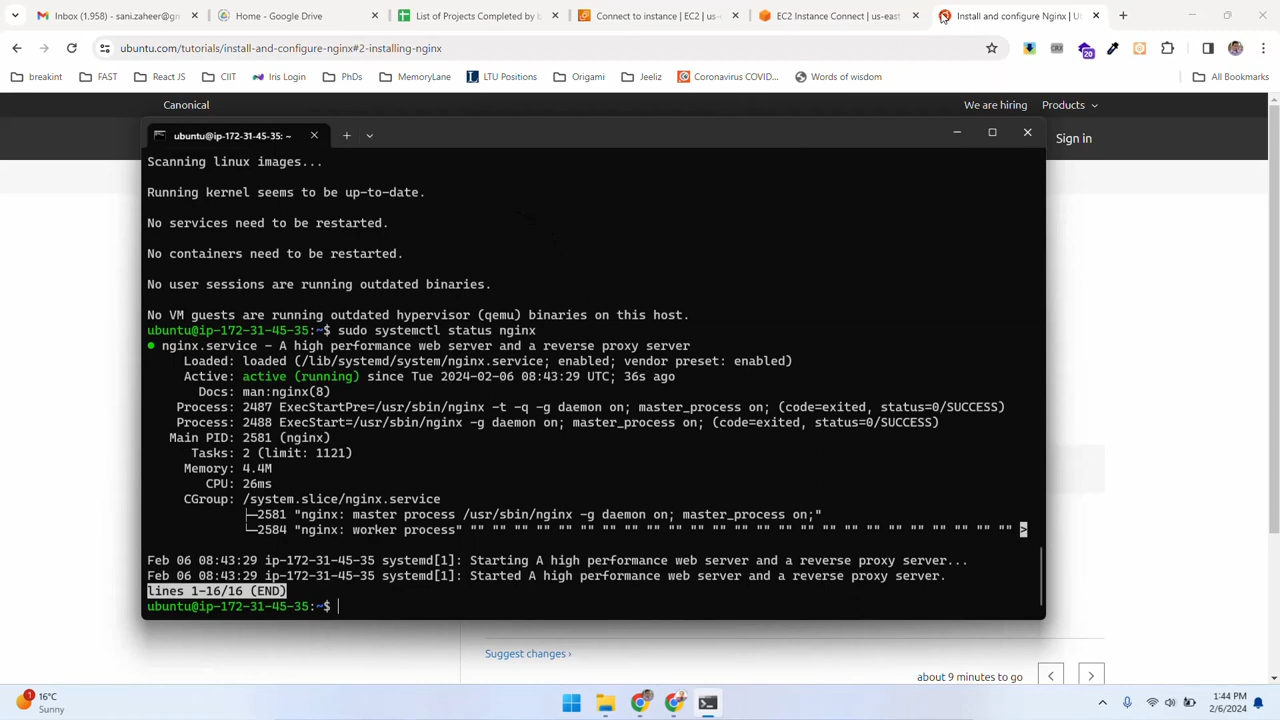 Inbox (1,958) - sani.zaheer@gm
Home - Google Drive
List of Projects Completed by b
Connect to instance | EC2 | us-e
EC2 Instance Connect | us-east
Install and configure Nginx | Ub
ubuntu.com/tutorials/install-and-configure-nginx#2-installing-nginx
CRX
20
breakint
FAST
React JS
CIIT
Iris Login
PhDs
MemoryLane
LTU Positions
Origami
Jeeliz
Coronavirus COVID...
Words of wisdom
All Bookmarks
Canonical
We are hiring
Products
Sign in
ubuntu@ip-172-31-45-35: ~
Scanning linux images...
Running kernel seems to be up-to-date.
No services need to be restarted.
No containers need to be restarted.
No user sessions are running outdated binaries.
No VM guests are running outdated hypervisor (qemu) binaries on this host.
ubuntu@ip-172-31-45-35:~$ sudo systemctl status nginx
● nginx.service - A high performance web server and a reverse proxy server
Loaded: loaded (/lib/systemd/system/nginx.service; enabled; vendor preset: enabled)
Active: active (running) since Tue 2024-02-06 08:43:29 UTC; 36s ago
Docs: man:nginx(8)
Process: 2487 ExecStartPre=/usr/sbin/nginx -t -q -g daemon on; master_process on; (code=exited, status=0/SUCCESS)
Process: 2488 ExecStart=/usr/sbin/nginx -g daemon on; master_process on; (code=exited, status=0/SUCCESS)
Main PID: 2581 (nginx)
Tasks: 2 (limit: 1121)
Memory: 4.4M
CPU: 26ms
CGroup: /system.slice/nginx.service
├─2581 "nginx: master process /usr/sbin/nginx -g daemon on; master_process on;"
└─2584 "nginx: worker process" "" "" "" "" "" "" "" "" "" "" "" "" "" "" "" "" "" "" "" "" "" "" "" "" "" >
Feb 06 08:43:29 ip-172-31-45-35 systemd[1]: Starting A high performance web server and a reverse proxy server...
Feb 06 08:43:29 ip-172-31-45-35 systemd[1]: Started A high performance web server and a reverse proxy server.
lines 1-16/16 (END)
ubuntu@ip-172-31-45-35:~$
Suggest changes ›
about 9 minutes to go
1
16°C
Sunny
1:44 PM
2/6/2024